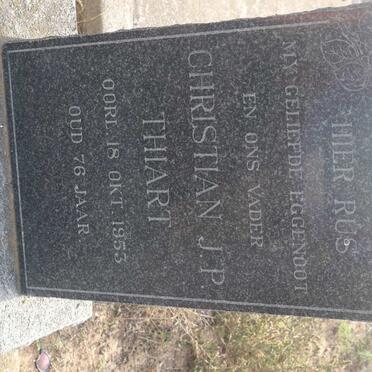 HIER RUS
MY GELIEFDE EGGENOOT
EN ONS VADER
CHRISTIAN J.P.
THIART
OORL. 18 OKT. 1953
OUD 76 JAAR